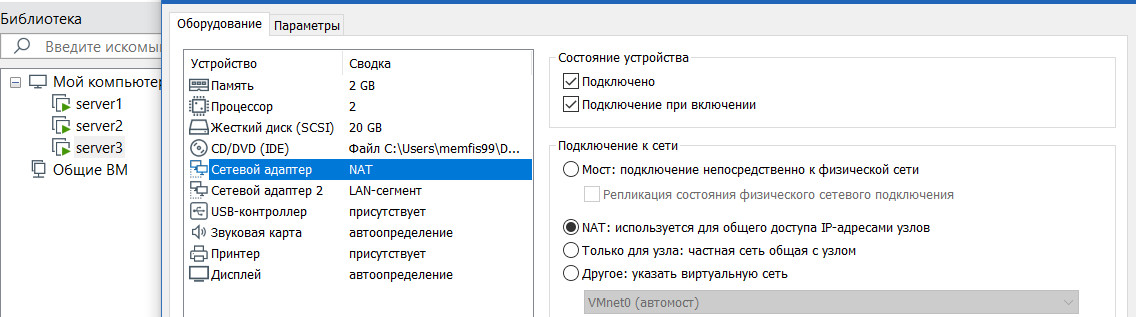 Библиотека
Введите искомы
Мой компьютер
server1
server2
server3
Общие ВМ
Оборудование Параметры
Устройство Сводка
Память 2 GB
Процессор 2
Жесткий диск (SCSI) 20 GB
CD/DVD (IDE) Файл C:\Users\memfis99\D...
Сетевой адаптер NAT
Сетевой адаптер 2 LAN-сегмент
USB-контроллер присутствует
Звуковая карта автоопределение
Принтер присутствует
Дисплей автоопределение
Состояние устройства
Подключено
Подключение при включении
Подключение к сети
Мост: подключение непосредственно к физической сети
Репликация состояния физического сетевого подключения
NAT: используется для общего доступа IP-адресами узлов
Только для узла: частная сеть общая с узлом
Другое: указать виртуальную сеть
VMnet0 (автомост)